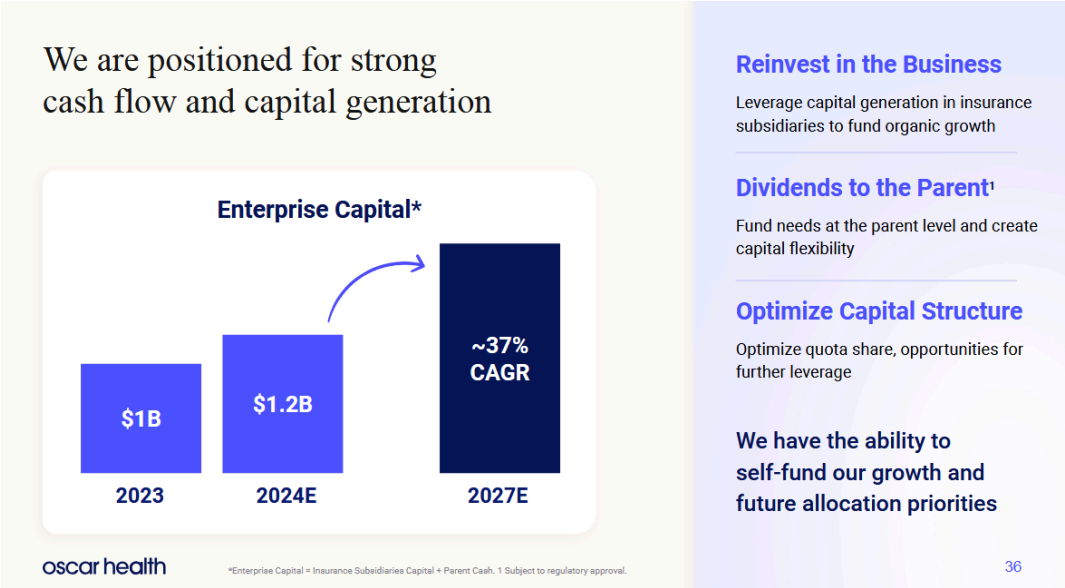 We are positioned for strong
cash flow and capital generation
Enterprise Capital*
$1B
$1.2B
~37%
CAGR
2023
2024E
2027E
oscar health
*Enterprise Capital = Insurance Subsidiaries Capital + Parent Cash. 1 Subject to regulatory approval.
Reinvest in the Business
Leverage capital generation in insurance
subsidiaries to fund organic growth
Dividends to the Parent¹
Fund needs at the parent level and create
capital flexibility
Optimize Capital Structure
Optimize quota share, opportunities for
further leverage
We have the ability to
self-fund our growth and
future allocation priorities
36